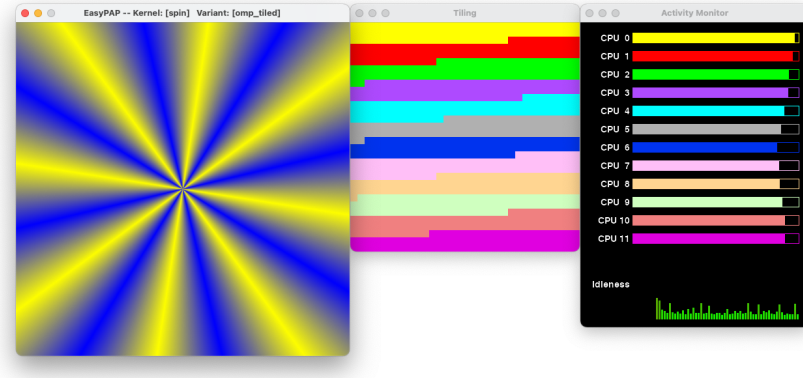 EasyPAP -- Kernel: [spin] Variant: [omp_tiled]
Tiling
Activity Monitor
CPU 0
CPU 1
CPU 2
CPU 3
CPU 4
CPU 5
CPU 6
CPU 7
CPU 8
CPU 9
CPU 10
CPU 11
Idleness